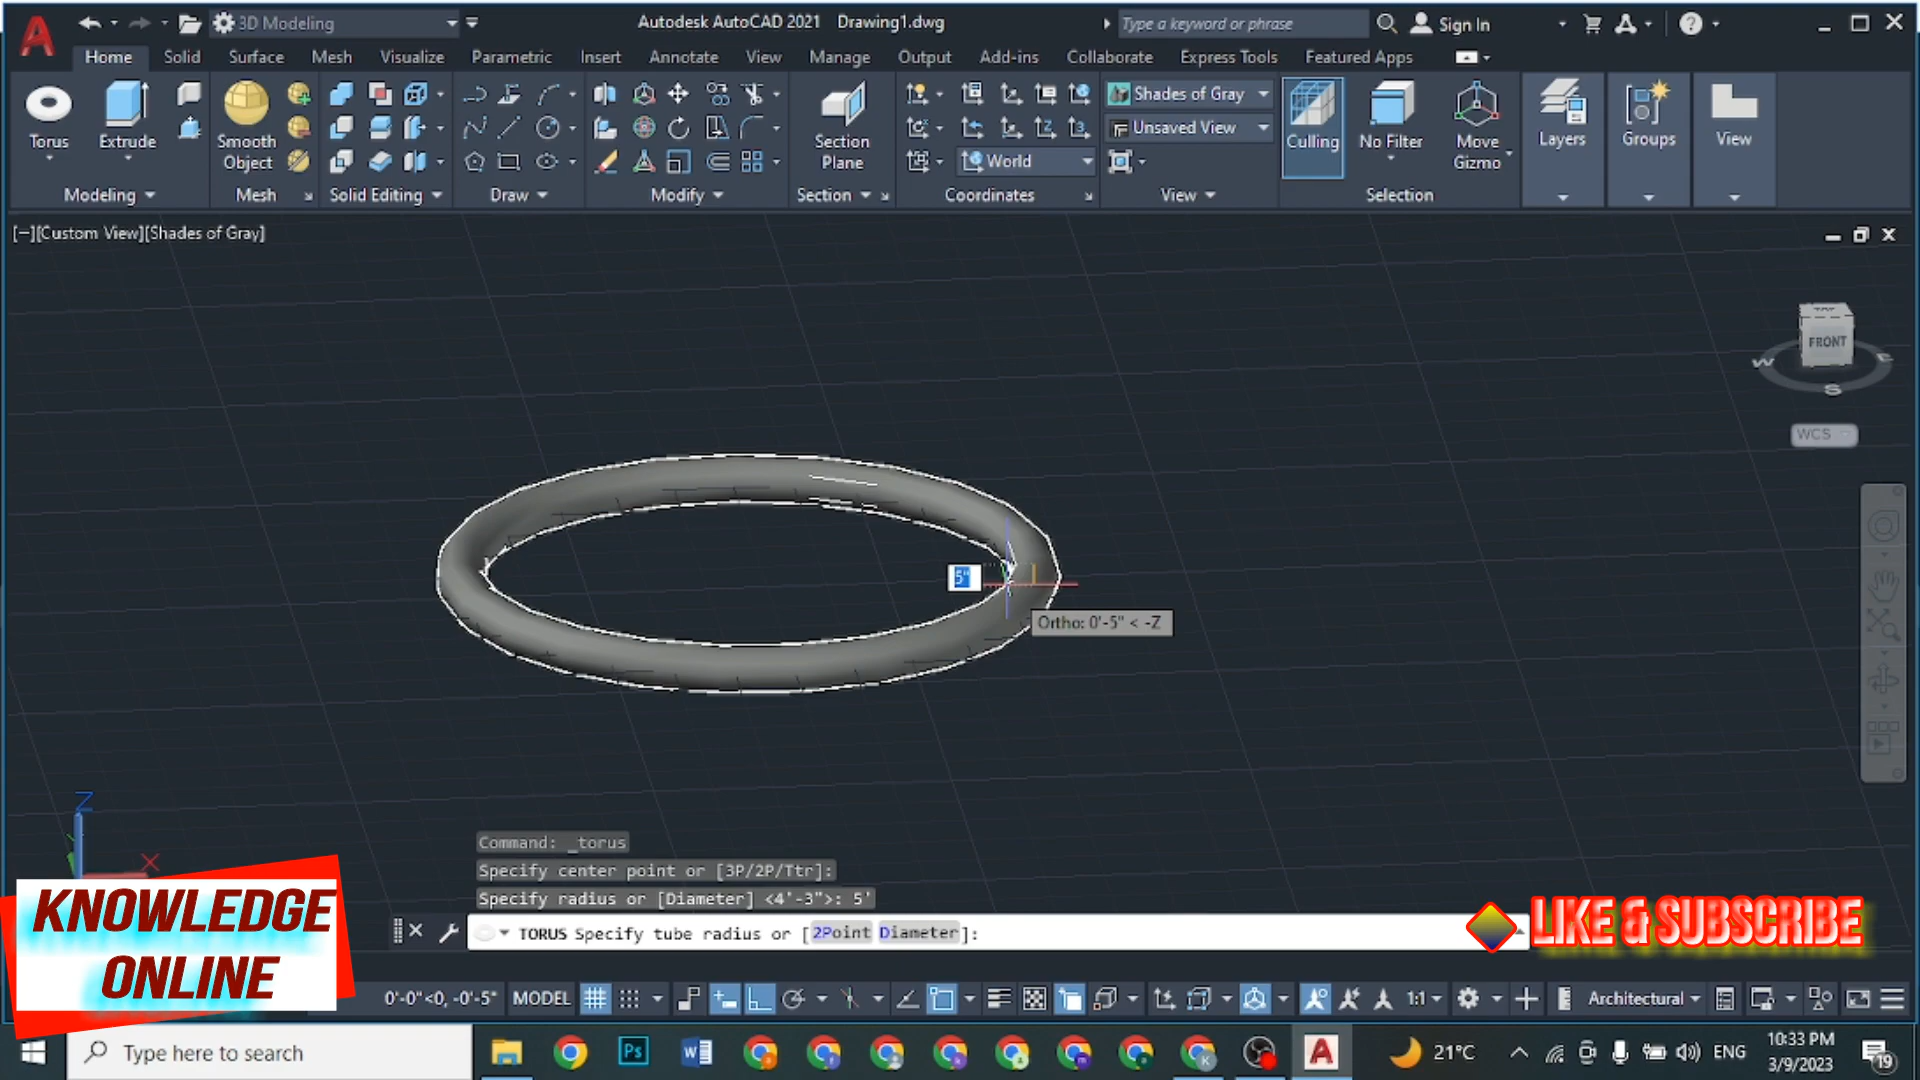 3D Modeling
Autodesk AutoCAD 2021 Drawing1.dwg
Type a keyword or phrase
Sign In
Home Solid Surface Mesh Visualize Parametric Insert Annotate View Manage Output Add-ins Collaborate Express Tools Featured Apps
Torus
Extrude
Smooth
Object
Section
Plane
World
Shades of Gray
Unsaved View
Culling
No Filter
Move
Gizmo
Layers
Groups
View
Modeling Mesh Solid Editing Draw Modify Section Coordinates View Selection
[−][Custom View][Shades of Gray]
TOP
FRONT
W
S
E
WCS
5"
Ortho: 0'-5" < -Z
Z
X
Command: _torus
Specify center point or [3P/2P/Ttr]:
Specify radius or [Diameter] <4'-3">: 5'
TORUS Specify tube radius or [2Point Diameter]:
KNOWLEDGE
ONLINE
LIKE & SUBSCRIBE
0'-0"<0, -0'-5" MODEL 1:1 Architectural
Type here to search
Ps
21°C
ENG
10:33 PM
3/9/2023
19